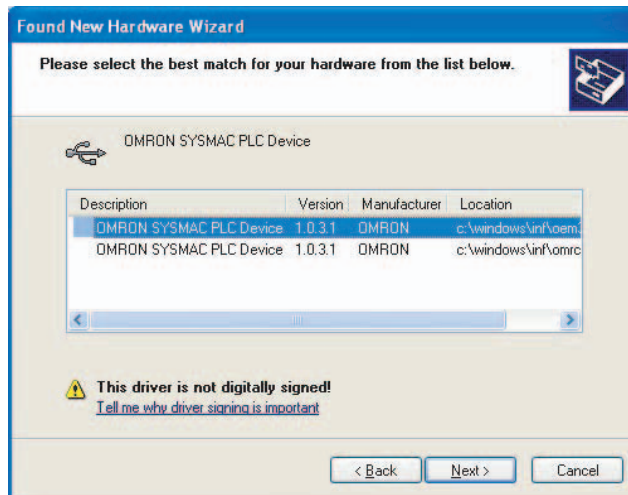 Found New Hardware Wizard
Please select the best match for your hardware from the list below.
OMRON SYSMAC PLC Device
Description Version Manufacturer Location
OMRON SYSMAC PLC Device 1.0.3.1 OMRON c:\windows\inf\oem
OMRON SYSMAC PLC Device 1.0.3.1 OMRON c:\windows\inf\omrc
This driver is not digitally signed!
Tell me why driver signing is important
< Back Next > Cancel